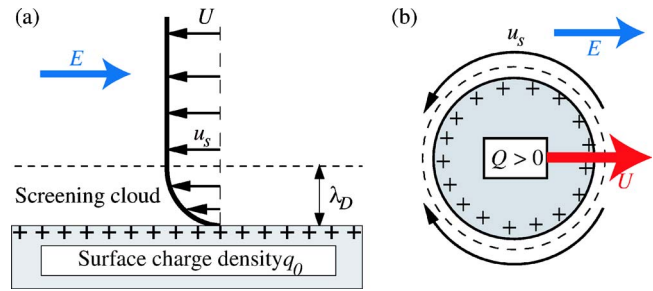 (a)
U
E
u_s
Screening cloud
λ_D
+ + + + + + + + + + + + + + + + + + + +
Surface charge density q_0
(b)
u_s
E
Q > 0
U